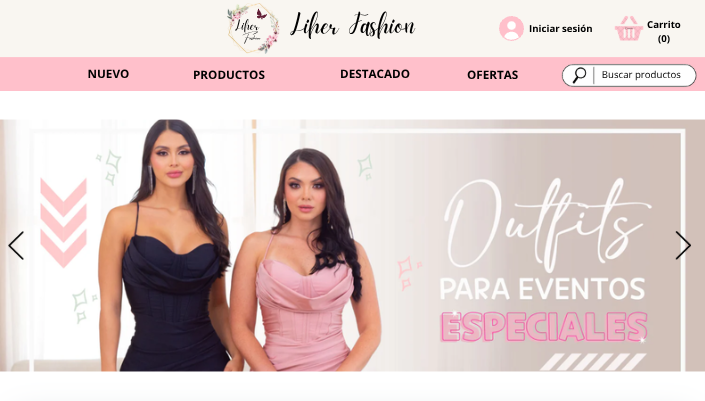 Liher
Fashion
Liher Fashion
Iniciar sesión
Carrito
(0)
NUEVO
PRODUCTOS
DESTACADO
OFERTAS
Buscar productos
Outfits
PARA EVENTOS
ESPECIALES